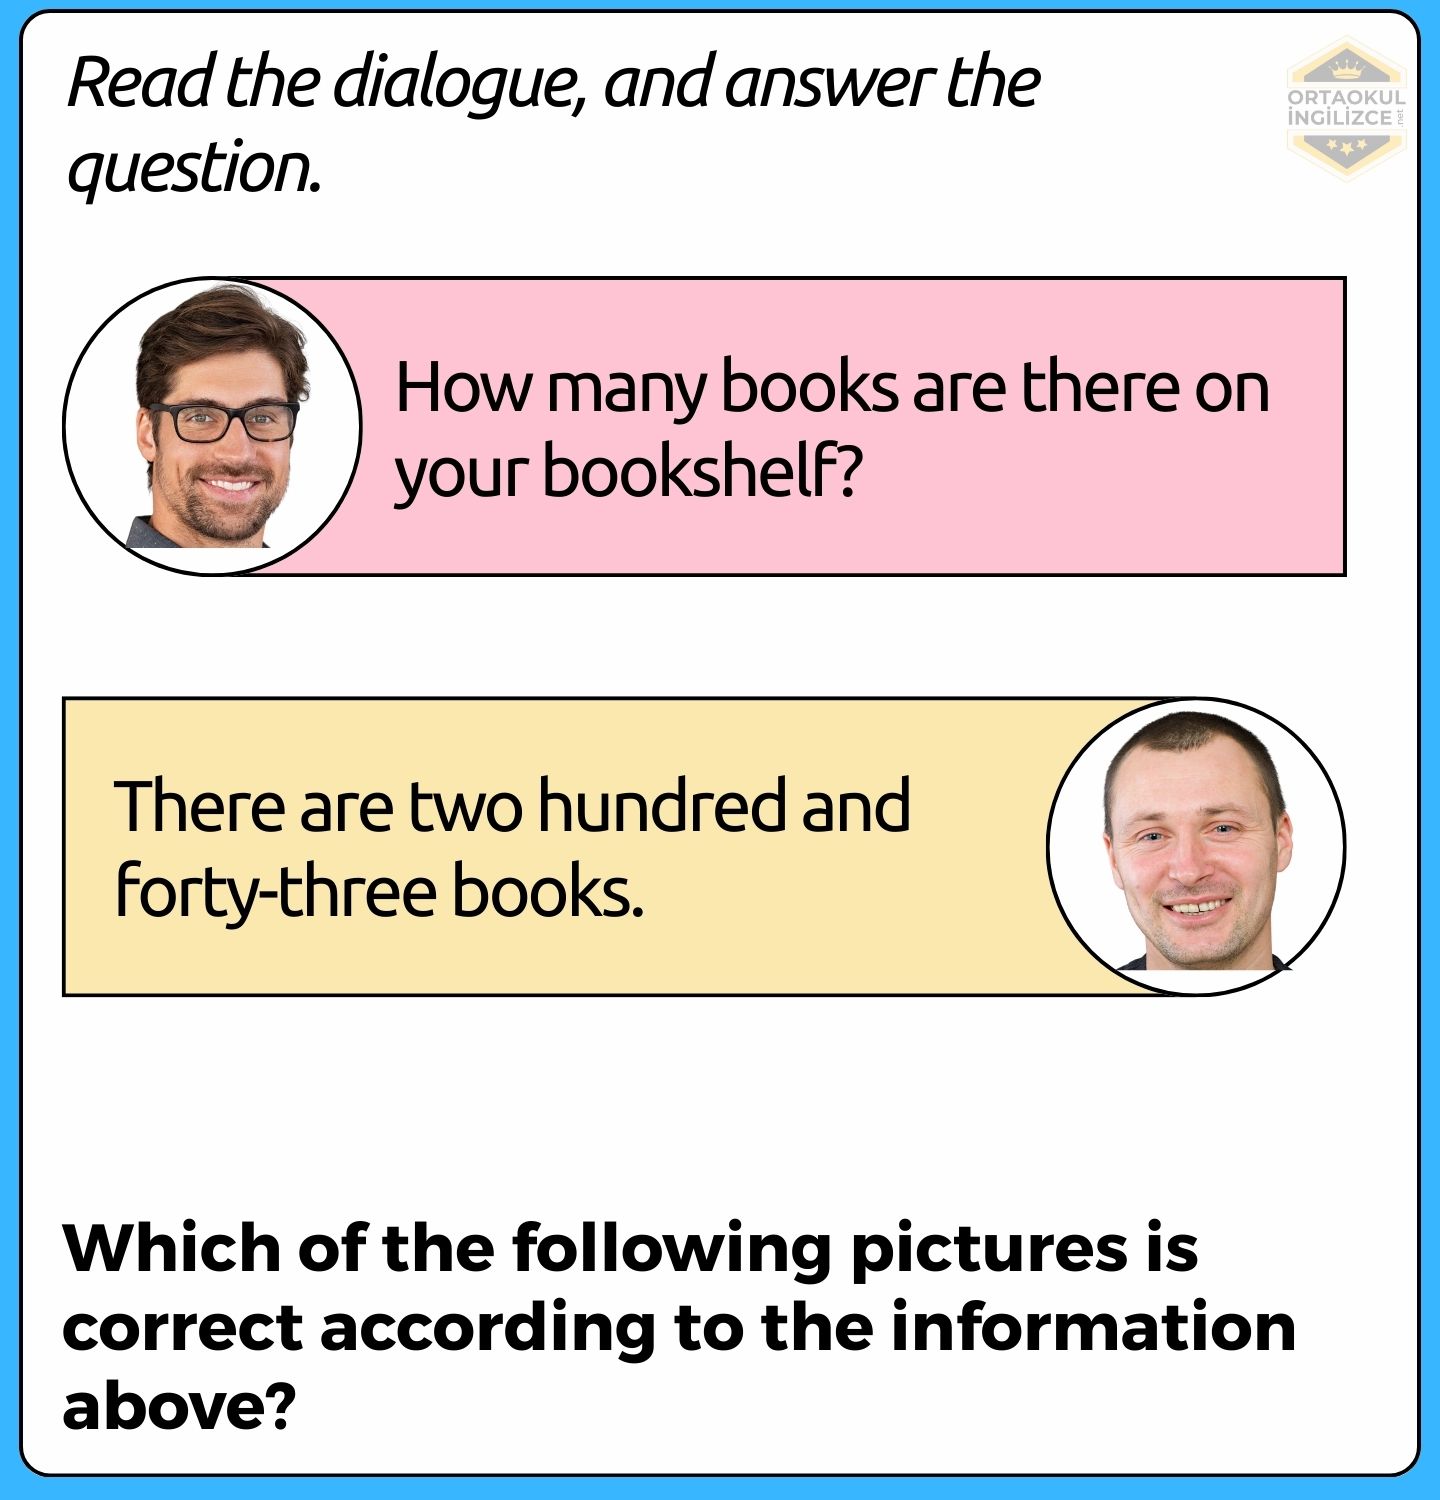 Read the dialogue, and answer the
question.
ORTAOKUL
İNGİLİZCE
.net
How many books are there on
your bookshelf?
There are two hundred and
forty-three books.
Which of the following pictures is
correct according to the information
above?